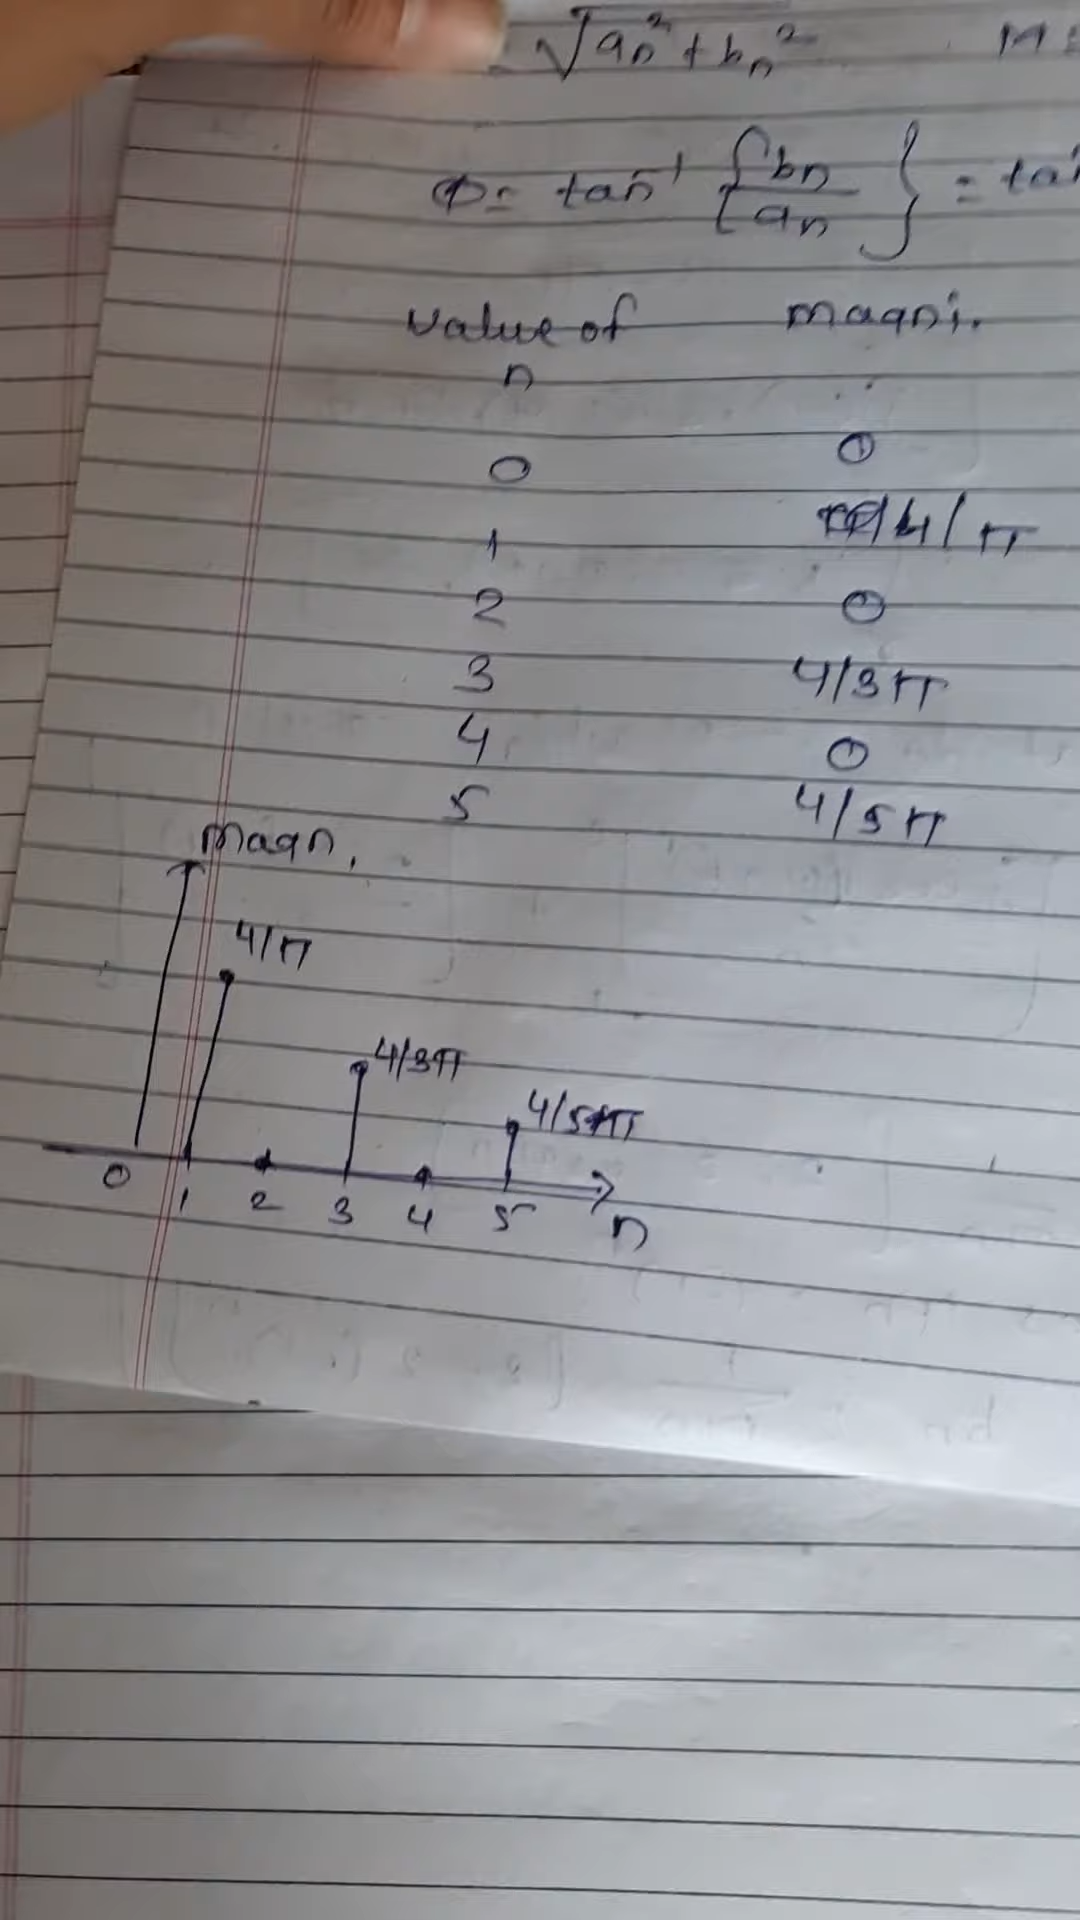 = √an² + bn² M =
Φ = tan⁻¹ { bn / an } = tan
value of magni.
n
0 0
1 4/π
2 0
3 4/3π
4 0
5 4/5π
magn.
4/π
4/3π
4/5π
0 1 2 3 4 5 n